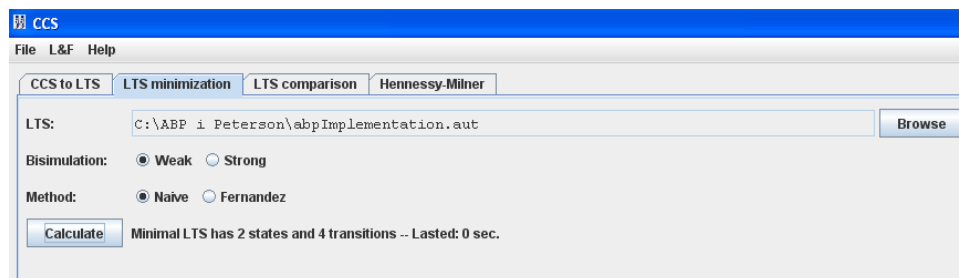 CCS
File L&F Help
CCS to LTS LTS minimization LTS comparison Hennessy-Milner
LTS: C:\ABP i Peterson\abpImplementation.aut Browse
Bisimulation: Weak Strong
Method: Naive Fernandez
Calculate Minimal LTS has 2 states and 4 transitions -- Lasted: 0 sec.